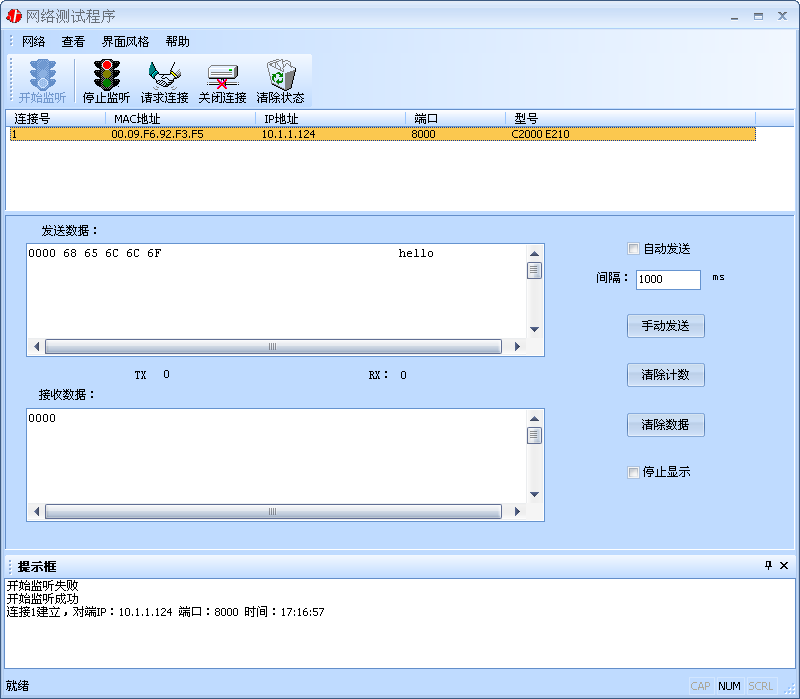 网络测试程序
网络 查看 界面风格 帮助
开始监听 停止监听 请求连接 关闭连接 清除状态
连接号 MAC地址 IP地址 端口 型号
1 00.09.F6.92.F3.F5 10.1.1.124 8000 C2000 E210
发送数据：
0000 68 65 6C 6C 6F hello
自动发送
间隔： 1000 ms
手动发送
TX 0 RX： 0
清除计数
接收数据：
0000
清除数据
停止显示
提示框
开始监听失败
开始监听成功
连接1建立，对端IP：10.1.1.124 端口：8000 时间：17:16:57
就绪 CAP NUM SCRL